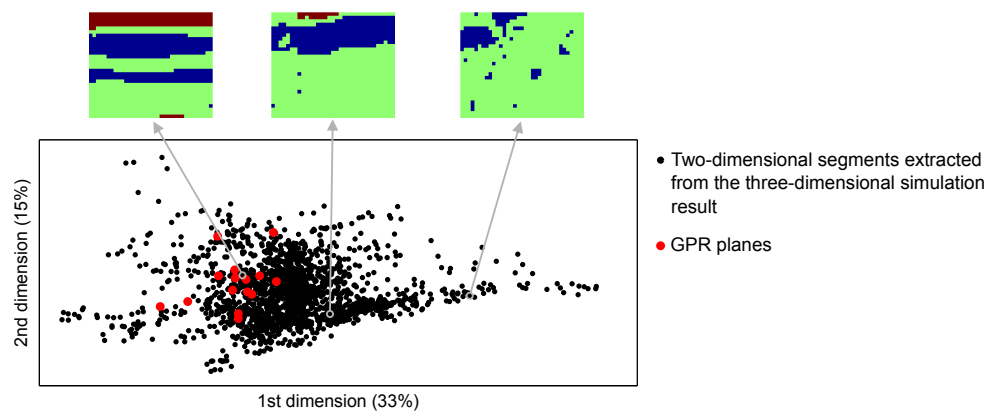 Two-dimensional segments extracted
from the three-dimensional simulation
result
GPR planes
2nd dimension (15%)
1st dimension (33%)